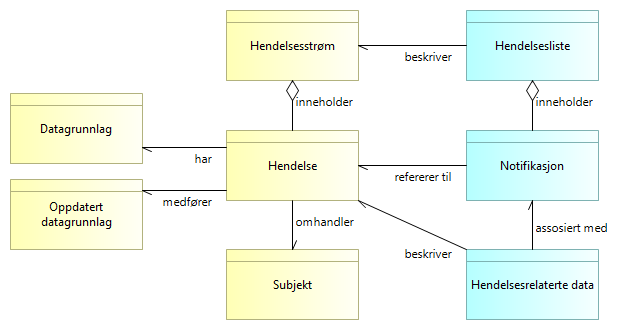 Hendelsesstrøm
Hendelsesliste
beskriver
inneholder
inneholder
Datagrunnlag
har
Hendelse
refererer til
Notifikasjon
Oppdatert
datagrunnlag
medfører
omhandler
assosiert med
beskriver
Subjekt
Hendelsesrelaterte data